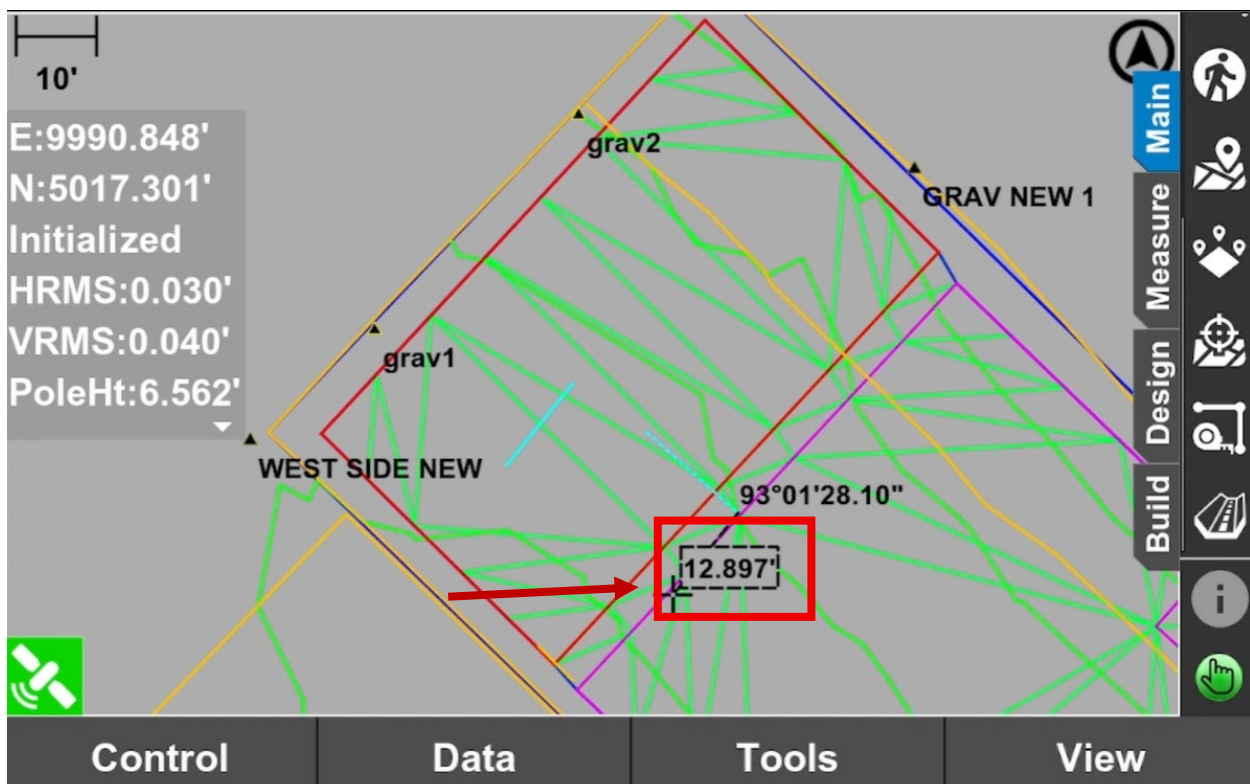 10'
E:9990.848'
N:5017.301'
Initialized
HRMS:0.030'
VRMS:0.040'
PoleHt:6.562'
grav2
GRAV NEW 1
grav1
WEST SIDE NEW
93°01'28.10"
12.897'
Main
Measure
Design
Build
i
Control
Data
Tools
View